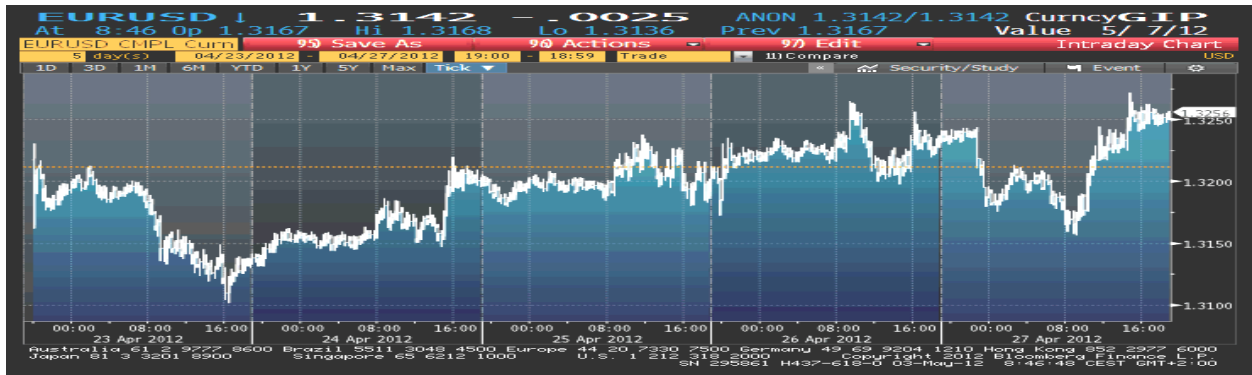 EURUSD ↓ 1.3142 -.0025 ANON 1.3142/1.3142 Curncy GIP
At 8:46 Op 1.3167 Hi 1.3168 Lo 1.3136 Prev 1.3167 Value 5/ 7/12
EURUSD CMPL Curn 95) Save As 96) Actions 97) Edit Intraday Chart
5 day(s) 04/23/2012 - 04/27/2012 19:00 - 18:59 Trade 11)Compare USD
1D 3D 1M 6M YTD 1Y 5Y Max Tick ▼ « Security/Study Event
1.3256
1.3250
1.3200
1.3150
1.3100
00:00 08:00 16:00 00:00 08:00 16:00 00:00 08:00 16:00 00:00 08:00 16:00 00:00 08:00 16:00
23 Apr 2012 24 Apr 2012 25 Apr 2012 26 Apr 2012 27 Apr 2012
Australia 61 2 9777 8600 Brazil 5511 3048 4500 Europe 44 20 7330 7500 Germany 49 69 9204 1210 Hong Kong 852 2977 6000
Japan 81 3 3201 8900 Singapore 65 6212 1000 U.S. 1 212 318 2000 Copyright 2012 Bloomberg Finance L.P.
SN 295861 H437-618-0 03-May-12 8:46:48 CEST GMT+2:00